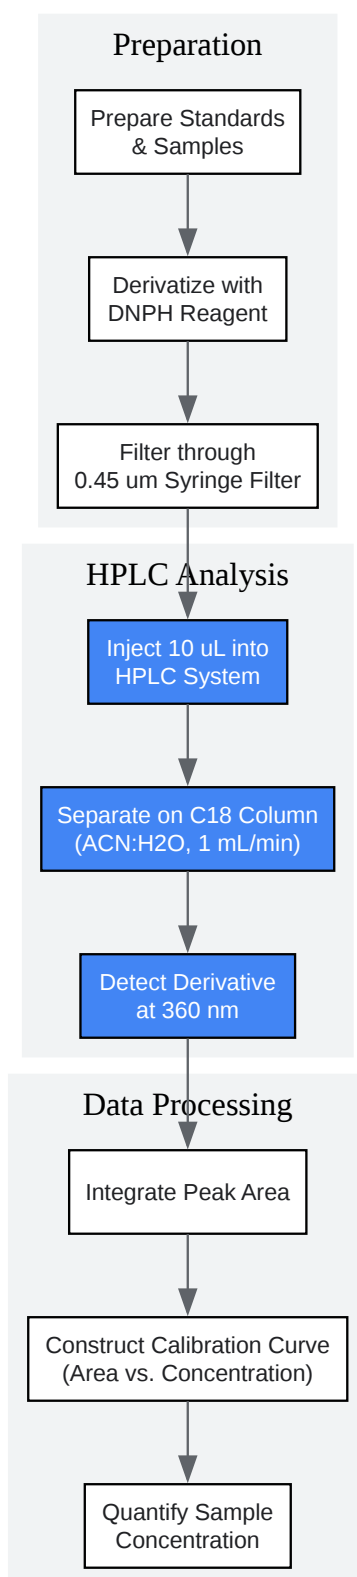 Preparation
Prepare Standards
& Samples
Derivatize with
DNPH Reagent
Filter through
0.45 um Syringe Filter
HPLC Analysis
Inject 10 uL into
HPLC System
Separate on C18 Column
(ACN:H2O, 1 mL/min)
Detect Derivative
at 360 nm
Data Processing
Integrate Peak Area
Construct Calibration Curve
(Area vs. Concentration)
Quantify Sample
Concentration